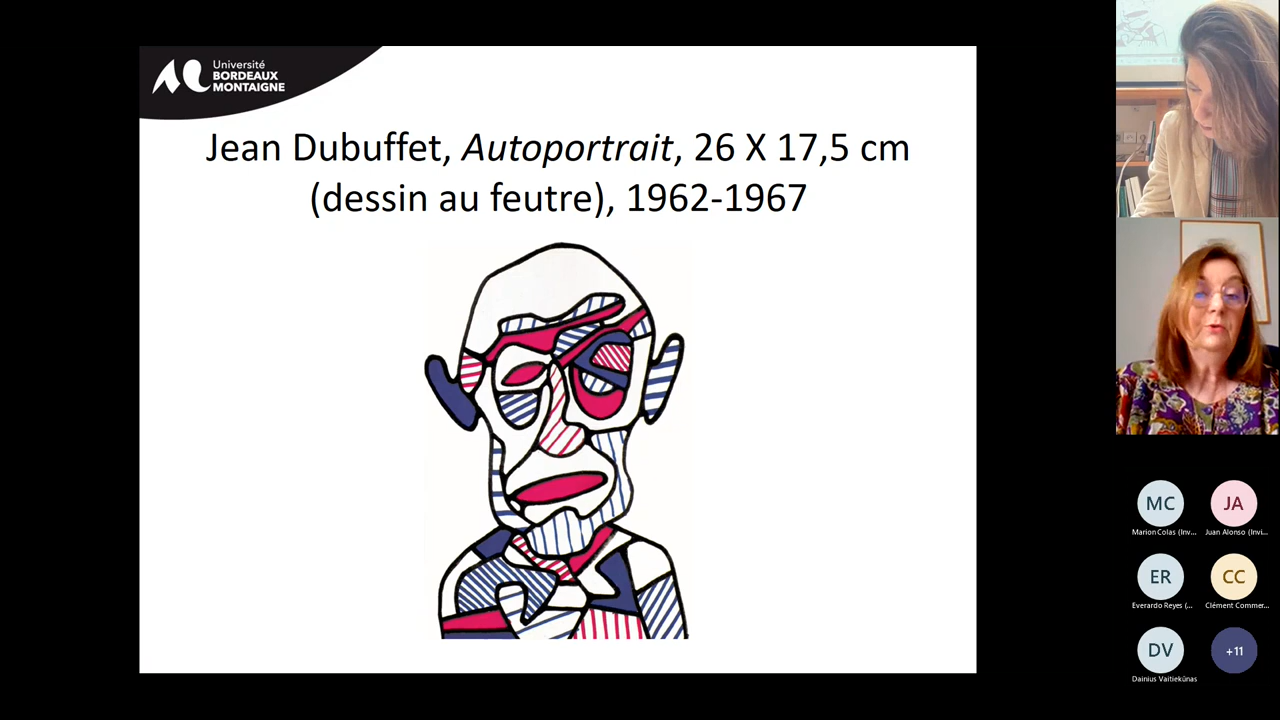 Université
BORDEAUX
MONTAIGNE
Jean Dubuffet, Autoportrait, 26 X 17,5 cm
(dessin au feutre), 1962-1967
MC
JA
Marion Colas (Inv...
Juan Alonso (Invi...
ER
CC
Everardo Reyes (...
Clément Commer...
DV
+11
Dainius Vaitiekūnas